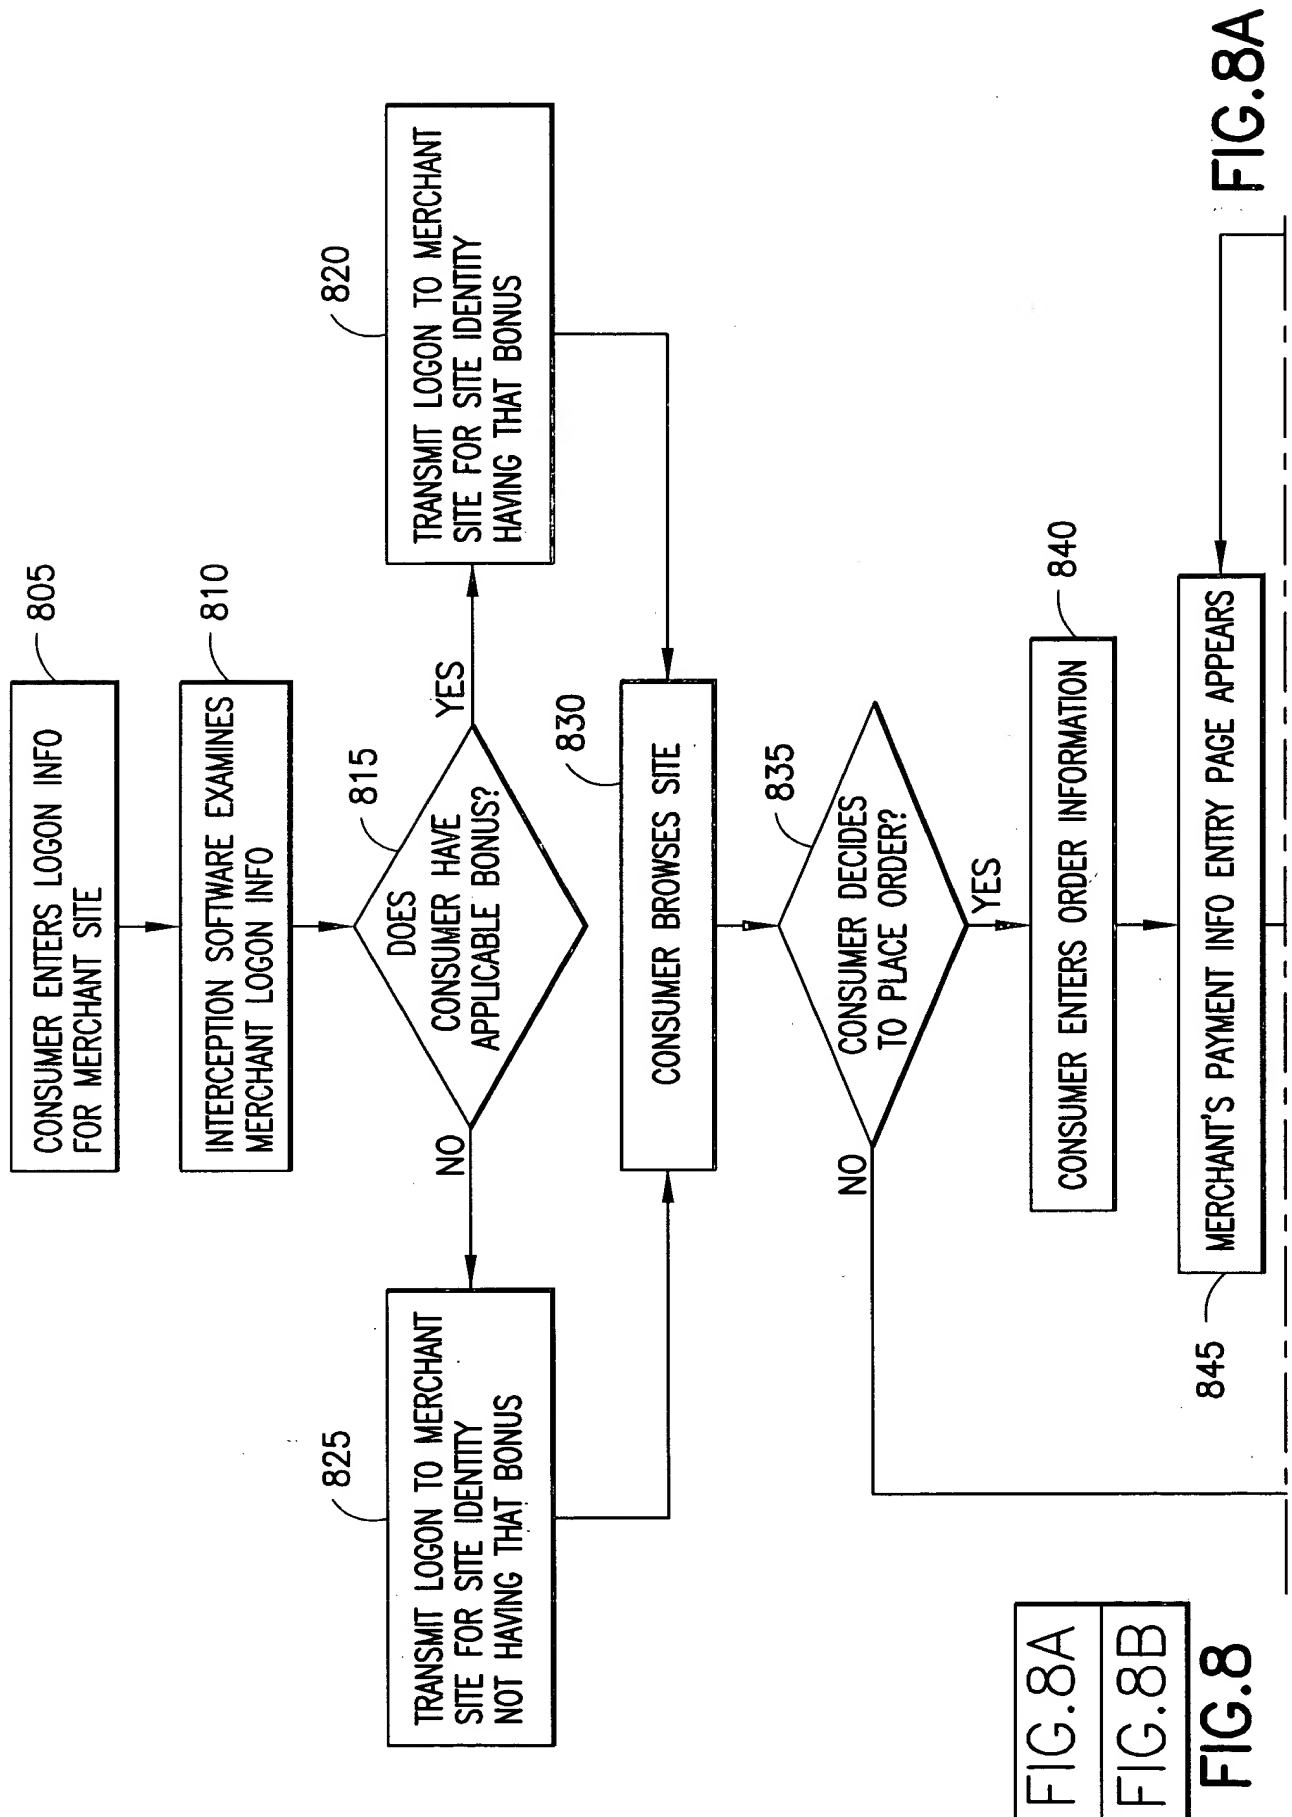 805
CONSUMER ENTERS LOGON INFO
FOR MERCHANT SITE
810
INTERCEPTION SOFTWARE EXAMINES
MERCHANT LOGON INFO
815
DOES
CONSUMER HAVE
APPLICABLE BONUS?
NO
YES
825
TRANSMIT LOGON TO MERCHANT
SITE FOR SITE IDENTITY
NOT HAVING THAT BONUS
820
TRANSMIT LOGON TO MERCHANT
SITE FOR SITE IDENTITY
HAVING THAT BONUS
830
CONSUMER BROWSES SITE
835
CONSUMER DECIDES
TO PLACE ORDER?
NO
YES
840
CONSUMER ENTERS ORDER INFORMATION
845
MERCHANT'S PAYMENT INFO ENTRY PAGE APPEARS
FIG.8A
FIG.8B
FIG.8
FIG.8A